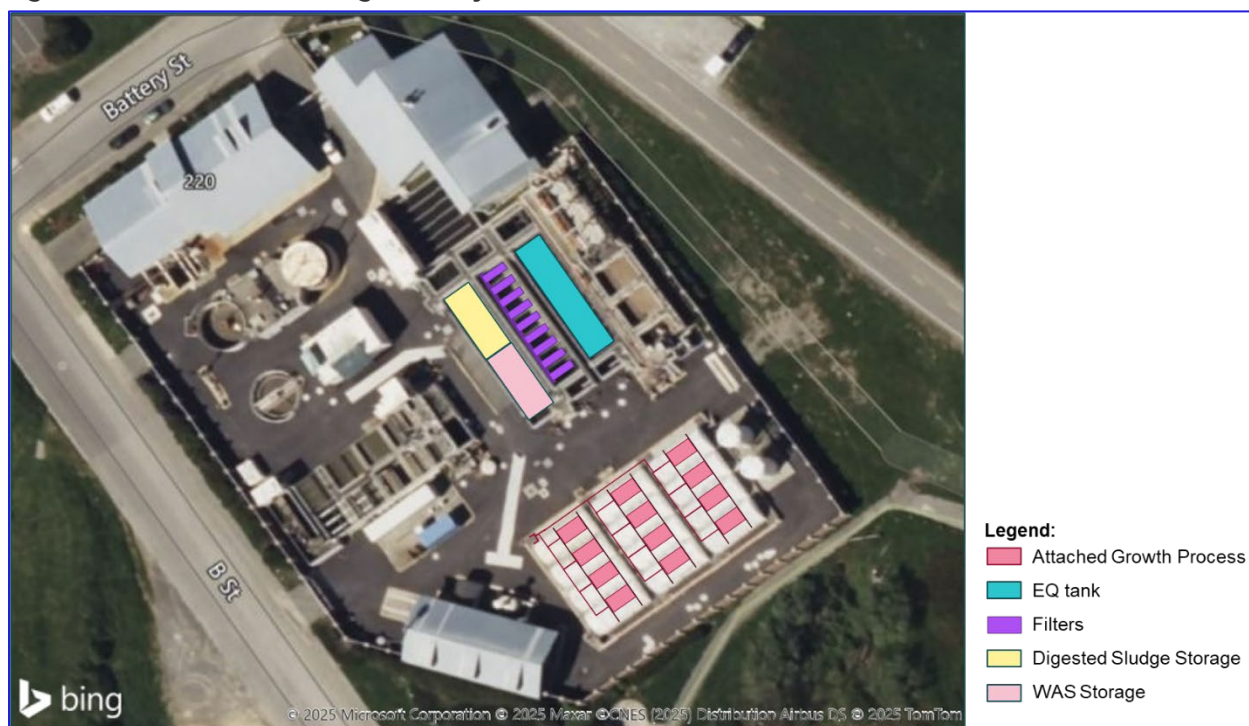 Battery St
220
B St
bing
© 2025 Microsoft Corporation © 2025 Maxar ©CNES (2025) Distribution Airbus DS © 2025 TomTom
Legend:
Attached Growth Process
EQ tank
Filters
Digested Sludge Storage
WAS Storage